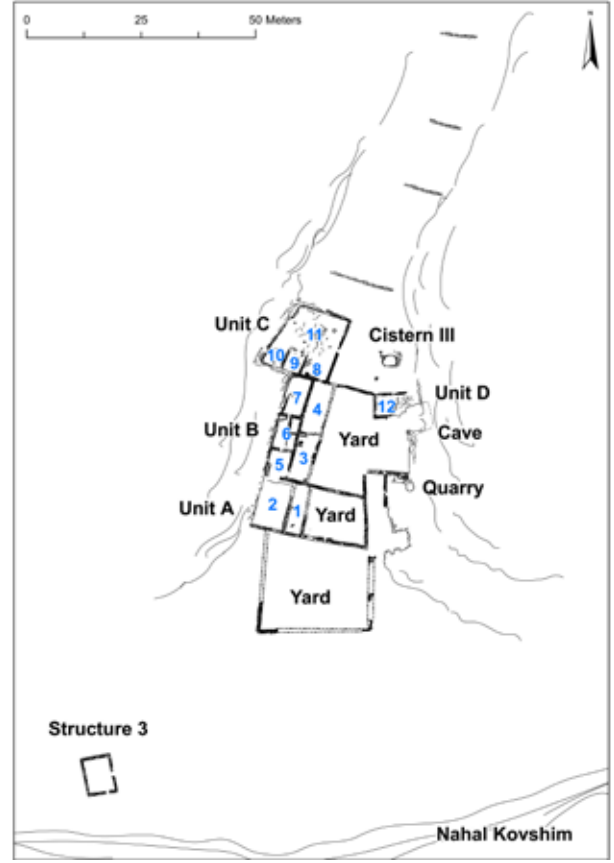 0 25 50 Meters
N
Unit C
11
Cistern III
10
9
8
Unit D
7
4
12
Unit B
Yard
Cave
6
3
5
Quarry
Unit A
2
1
Yard
Yard
Structure 3
Nahal Kovshim